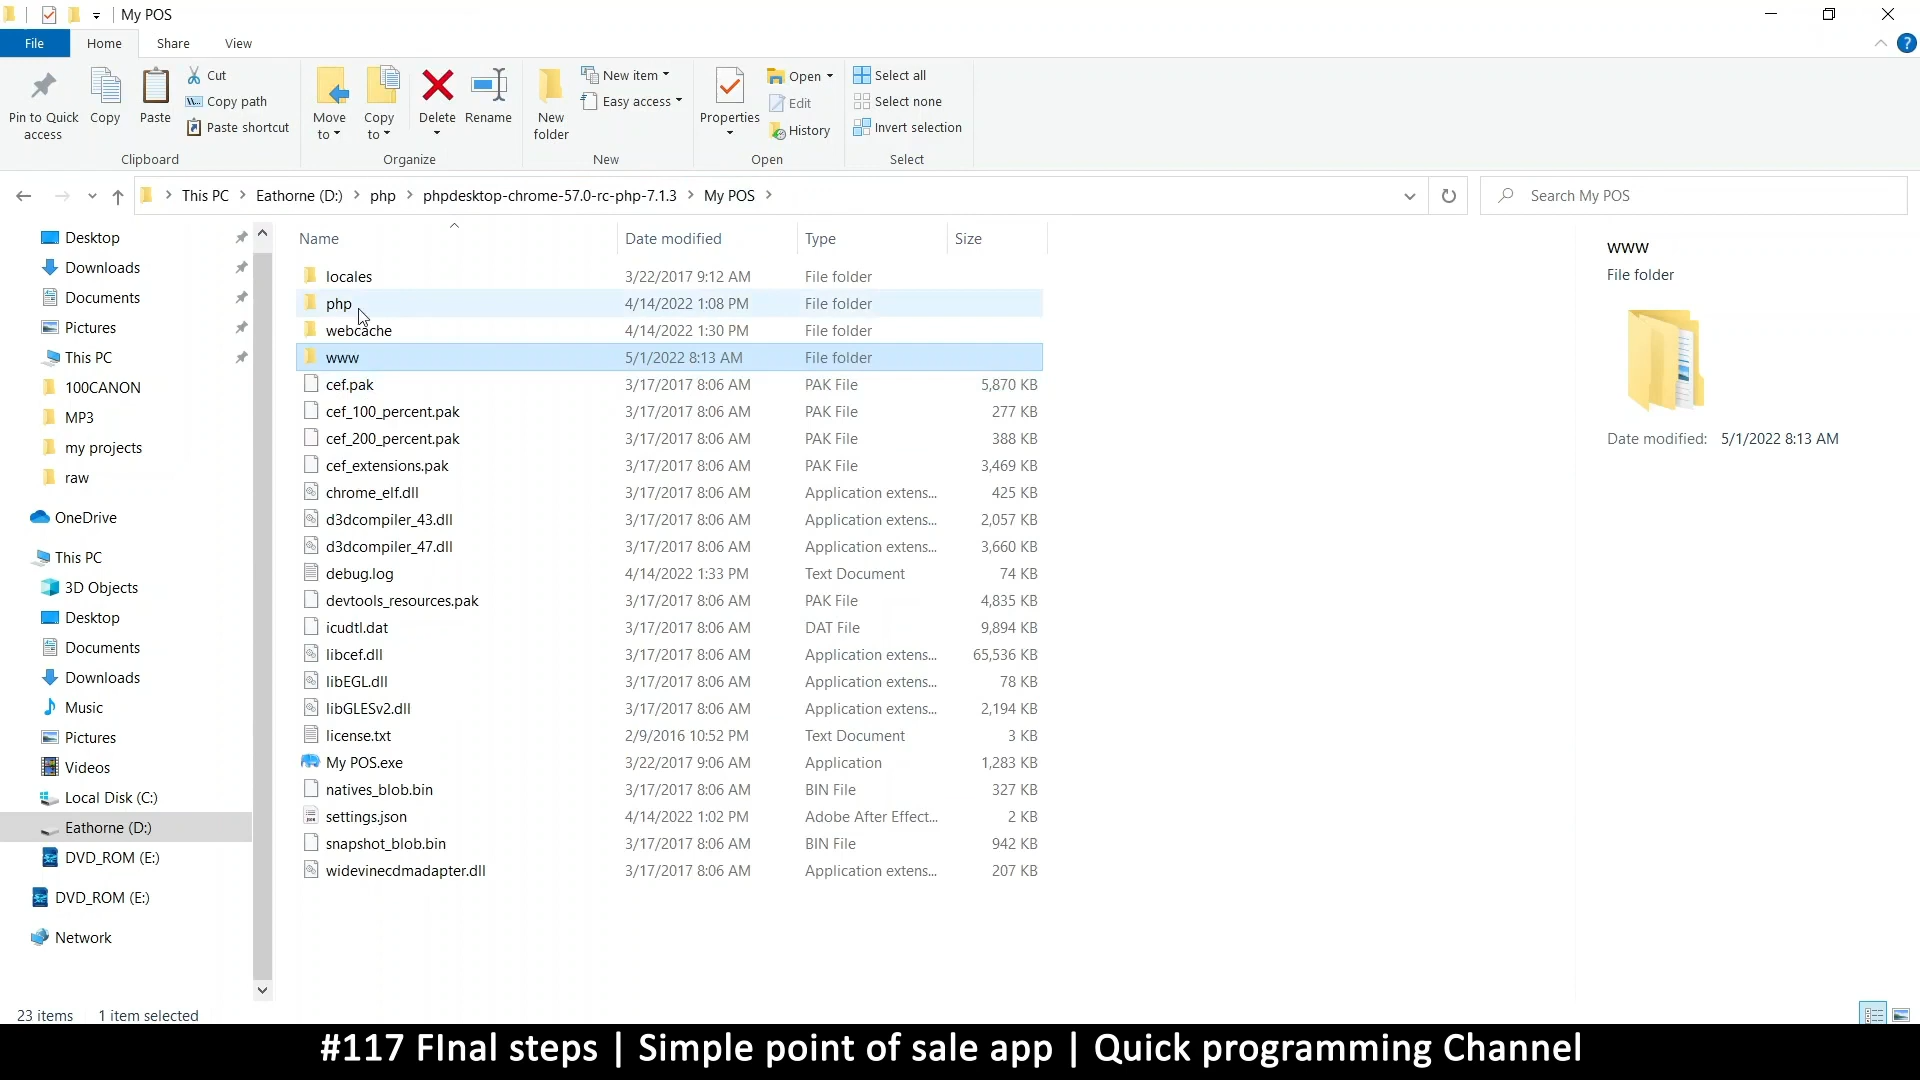 My POS
File Home Share View
Pin to Quick access Copy Paste Cut Copy path Paste shortcut Clipboard
Move to Copy to Delete Rename Organize
New folder New item Easy access New
Properties Open Edit History Open
Select all Select none Invert selection Select
This PC Eathorne (D:) php phpdesktop-chrome-57.0-rc-php-7.1.3 My POS
Search My POS
Desktop
Downloads
Documents
Pictures
This PC
100CANON
MP3
my projects
raw
OneDrive
This PC
3D Objects
Desktop
Documents
Downloads
Music
Pictures
Videos
Local Disk (C:)
Eathorne (D:)
DVD_ROM (E:)
DVD_ROM (E:)
Network
Name Date modified Type Size
locales 3/22/2017 9:12 AM File folder
php 4/14/2022 1:08 PM File folder
webcache 4/14/2022 1:30 PM File folder
www 5/1/2022 8:13 AM File folder
cef.pak 3/17/2017 8:06 AM PAK File 5,870 KB
cef_100_percent.pak 3/17/2017 8:06 AM PAK File 277 KB
cef_200_percent.pak 3/17/2017 8:06 AM PAK File 388 KB
cef_extensions.pak 3/17/2017 8:06 AM PAK File 3,469 KB
chrome_elf.dll 3/17/2017 8:06 AM Application extens... 425 KB
d3dcompiler_43.dll 3/17/2017 8:06 AM Application extens... 2,057 KB
d3dcompiler_47.dll 3/17/2017 8:06 AM Application extens... 3,660 KB
debug.log 4/14/2022 1:33 PM Text Document 74 KB
devtools_resources.pak 3/17/2017 8:06 AM PAK File 4,835 KB
icudtl.dat 3/17/2017 8:06 AM DAT File 9,894 KB
libcef.dll 3/17/2017 8:06 AM Application extens... 65,536 KB
libEGL.dll 3/17/2017 8:06 AM Application extens... 78 KB
libGLESv2.dll 3/17/2017 8:06 AM Application extens... 2,194 KB
license.txt 2/9/2016 10:52 PM Text Document 3 KB
My POS.exe 3/22/2017 9:06 AM Application 1,283 KB
natives_blob.bin 3/17/2017 8:06 AM BIN File 327 KB
settings.json 4/14/2022 1:02 PM Adobe After Effect... 2 KB
snapshot_blob.bin 3/17/2017 8:06 AM BIN File 942 KB
widevinecdmadapter.dll 3/17/2017 8:06 AM Application extens... 207 KB
www
File folder
Date modified: 5/1/2022 8:13 AM
23 items 1 item selected
#117 FInal steps | Simple point of sale app | Quick programming Channel